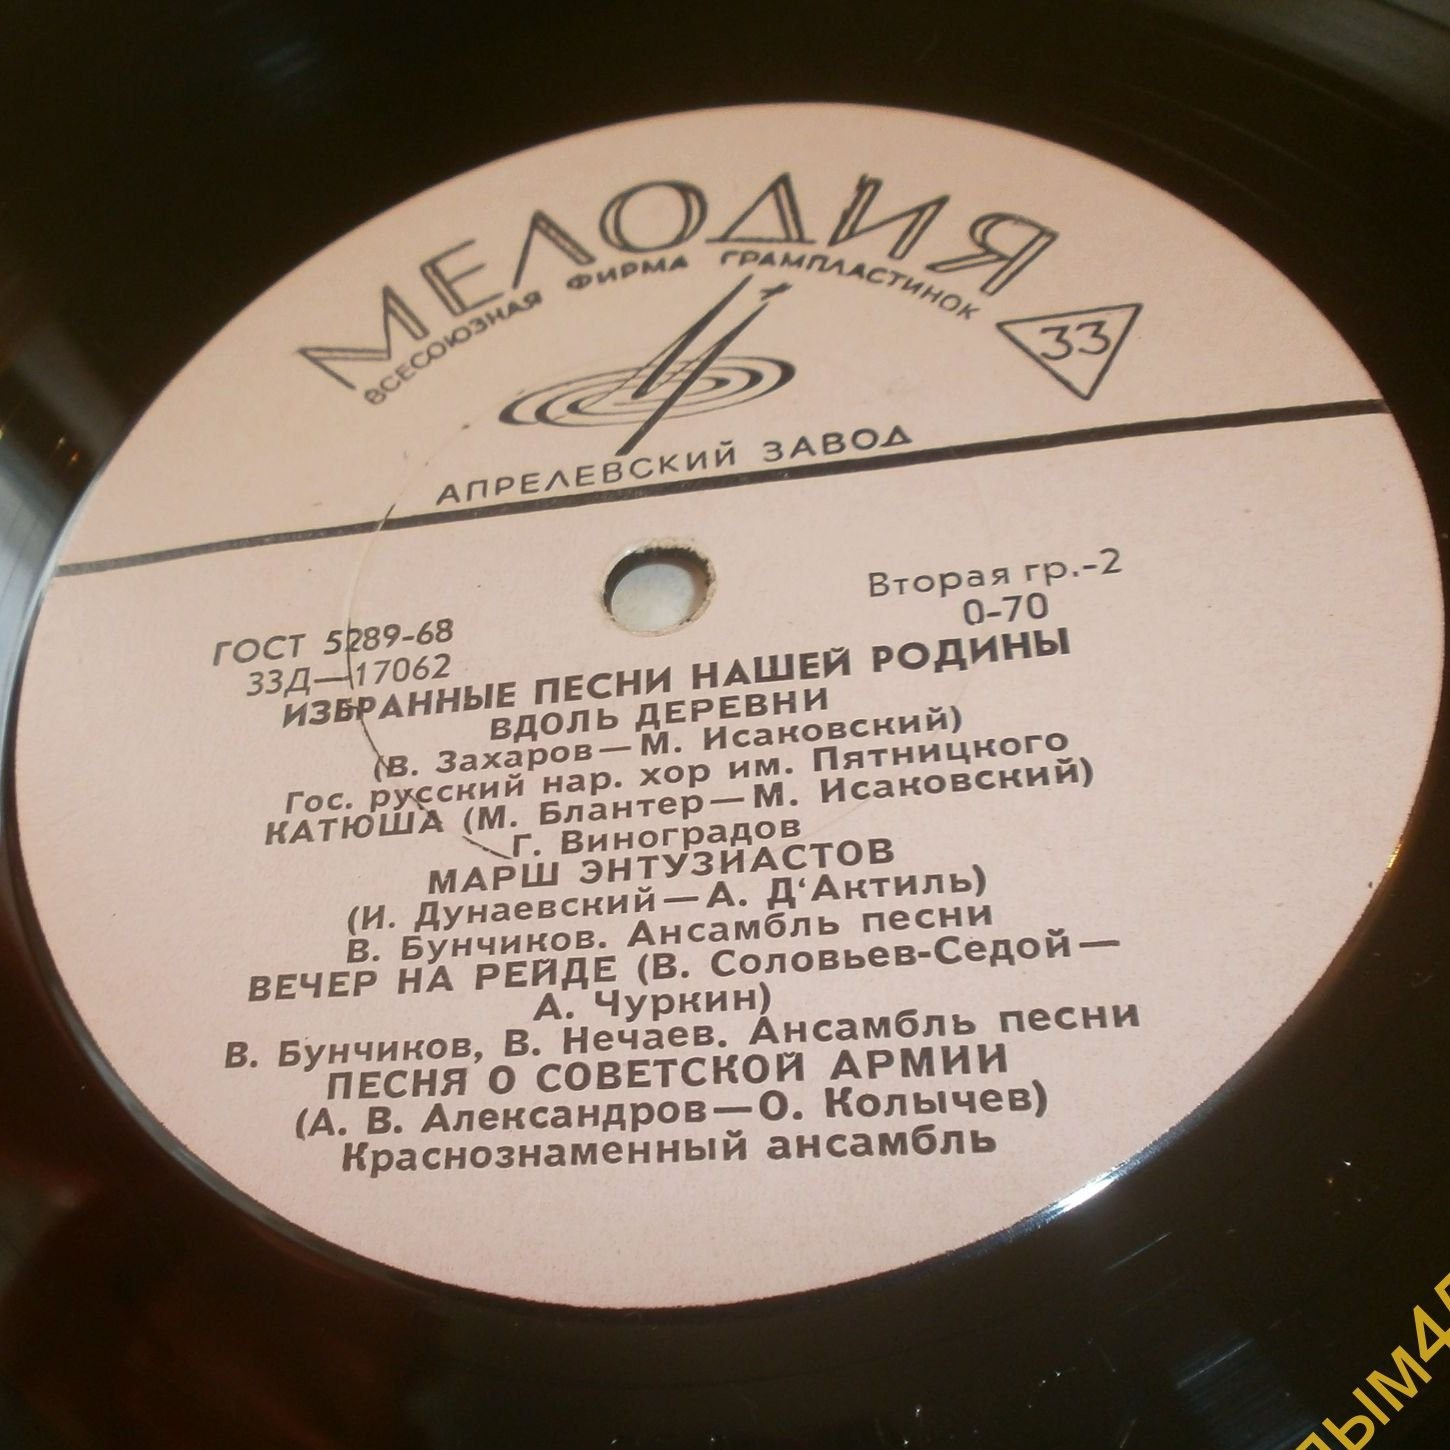 МЕЛОДИЯ
ВСЕСОЮЗНАЯ ФИРМА ГРАМПЛАСТИНОК
33
АПРЕЛЕВСКИЙ ЗАВОД
Вторая гр.-2
ГОСТ 5289-68
0-70
33Д—17062
ИЗБРАННЫЕ ПЕСНИ НАШЕЙ РОДИНЫ
ВДОЛЬ ДЕРЕВНИ
(В. Захаров—М. Исаковский)
Гос. русский нар. хор им. Пятницкого
КАТЮША (М. Блантер—М. Исаковский)
Г. Виноградов
МАРШ ЭНТУЗИАСТОВ
(И. Дунаевский—А. Д‘Актиль)
В. Бунчиков. Ансамбль песни
ВЕЧЕР НА РЕЙДЕ (В. Соловьев-Седой—
А. Чуркин)
В. Бунчиков, В. Нечаев. Ансамбль песни
ПЕСНЯ О СОВЕТСКОЙ АРМИИ
(А. В. Александров—О. Колычев)
Краснознаменный ансамбль